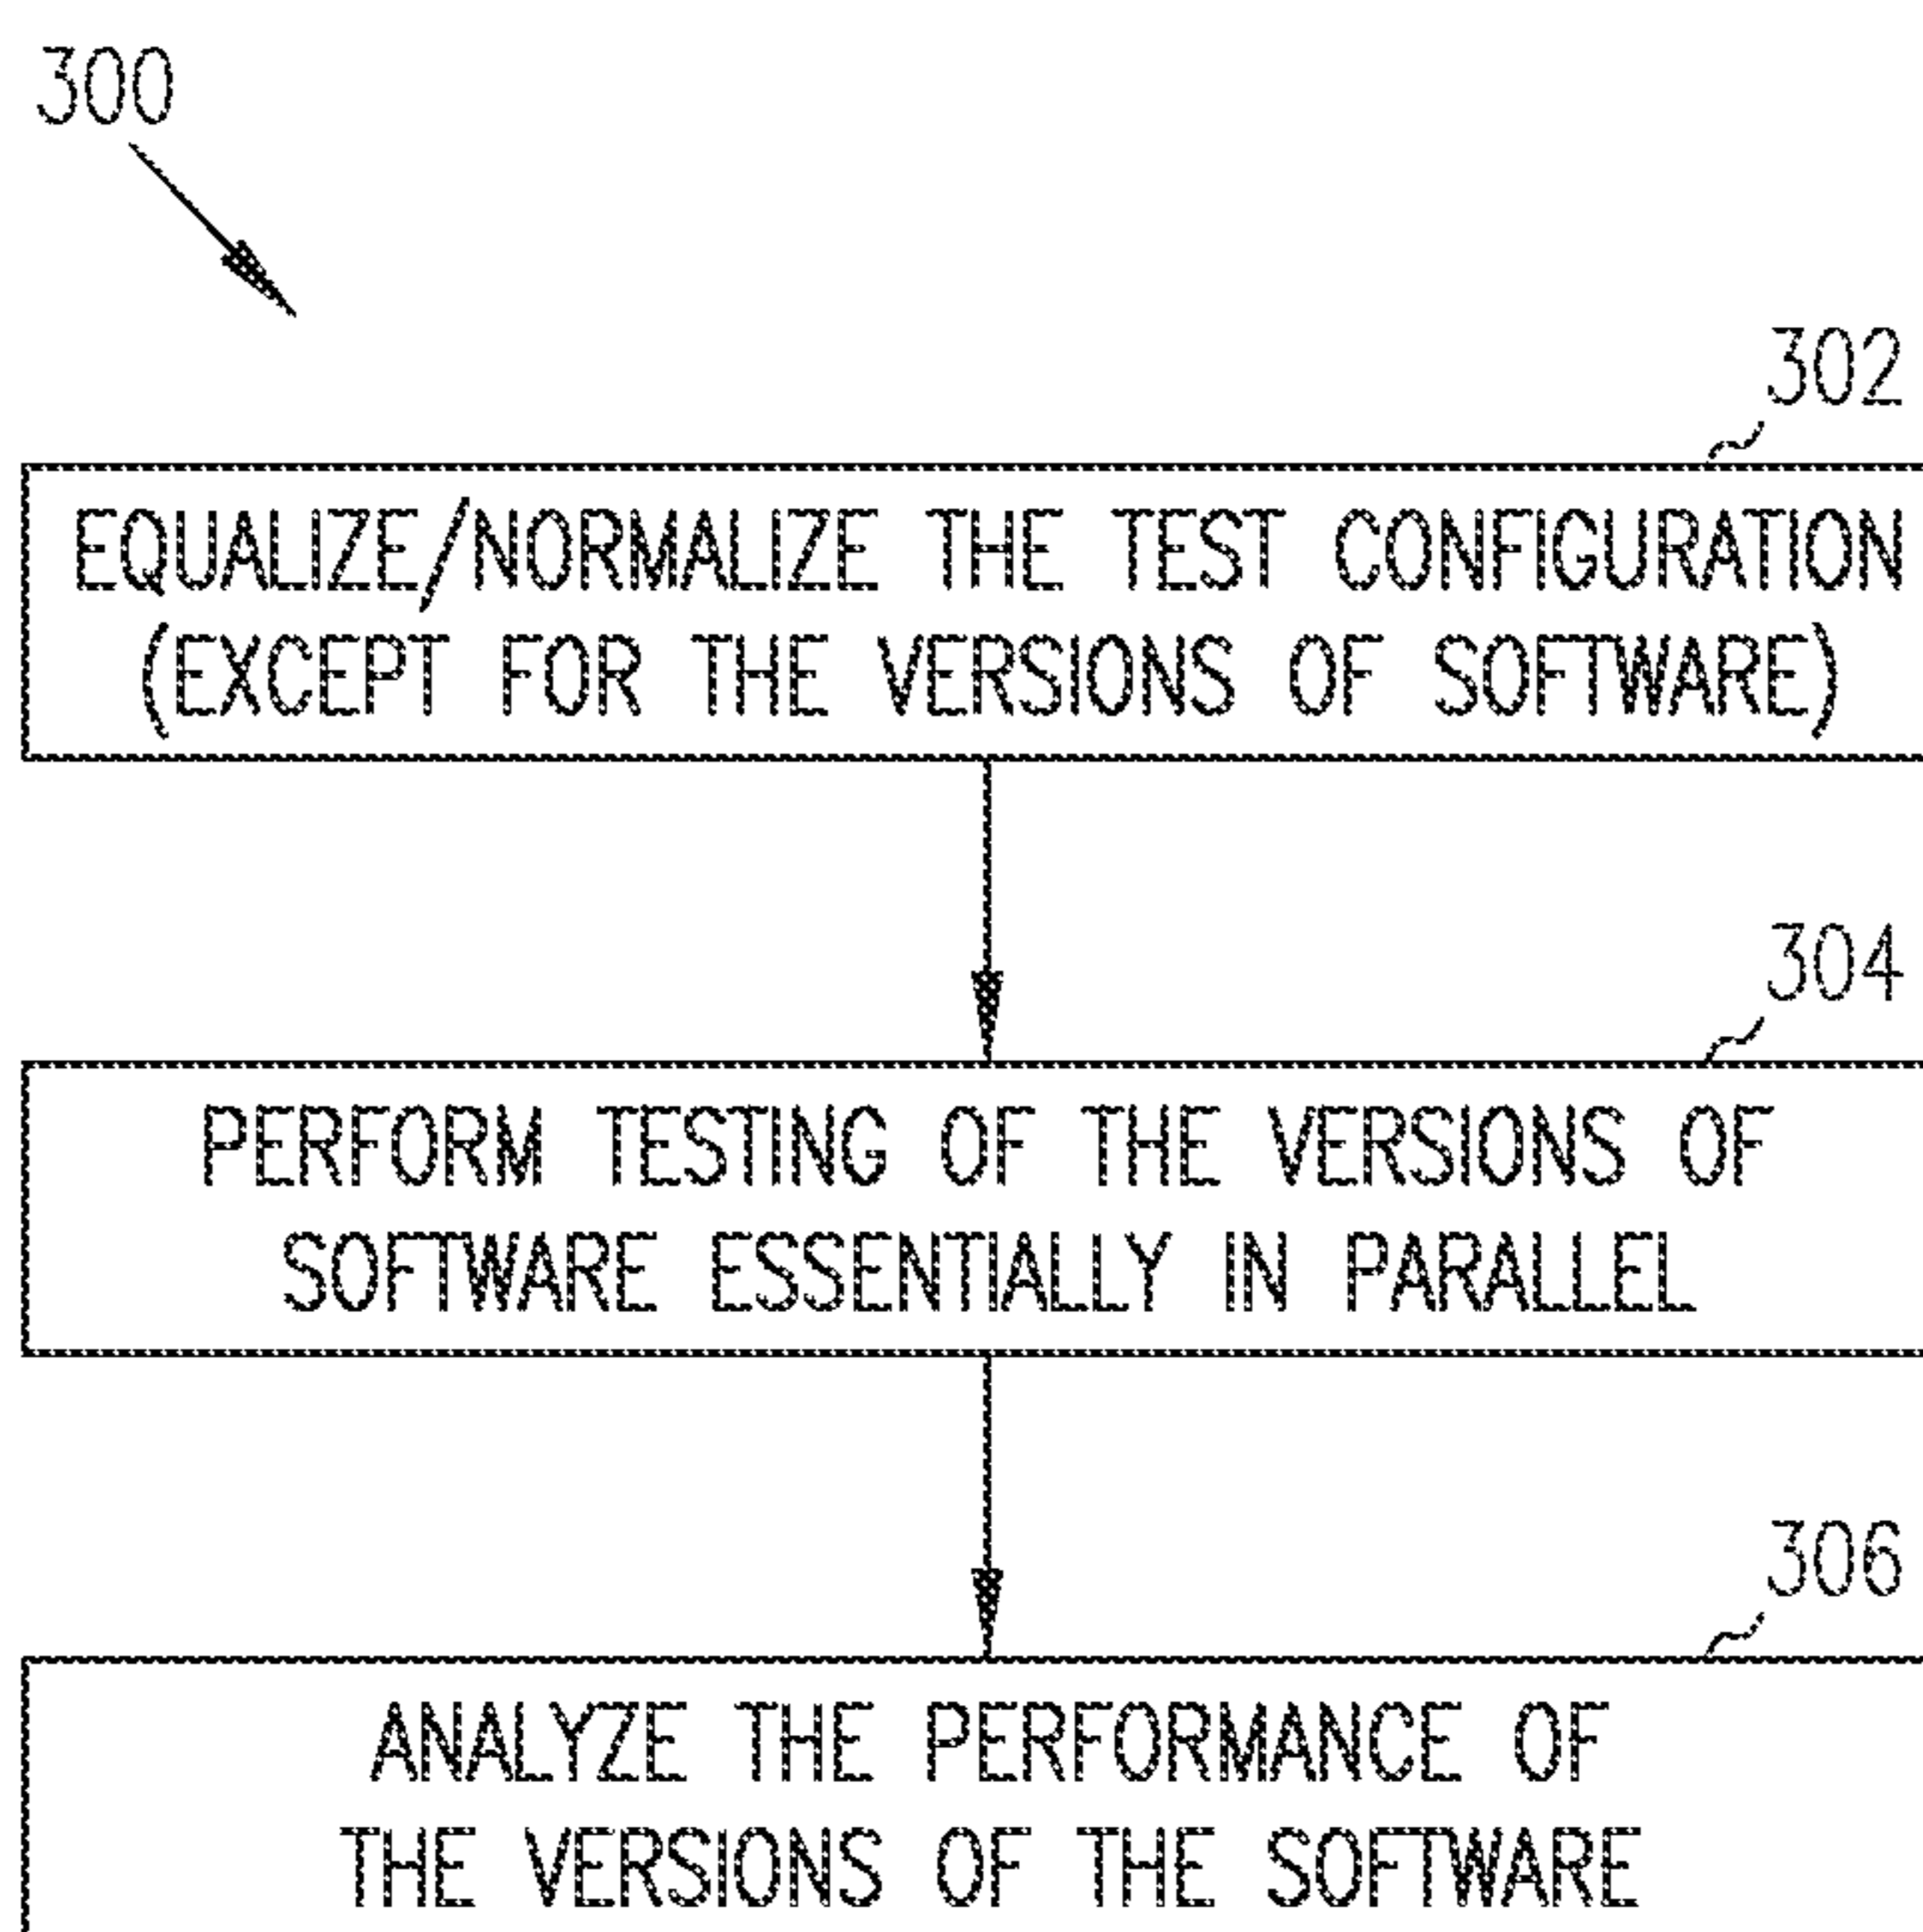 300
302
EQUALIZE/NORMALIZE THE TEST CONFIGURATION
(EXCEPT FOR THE VERSIONS OF SOFTWARE)
304
PERFORM TESTING OF THE VERSIONS OF
SOFTWARE ESSENTIALLY IN PARALLEL
306
ANALYZE THE PERFORMANCE OF
THE VERSIONS OF THE SOFTWARE